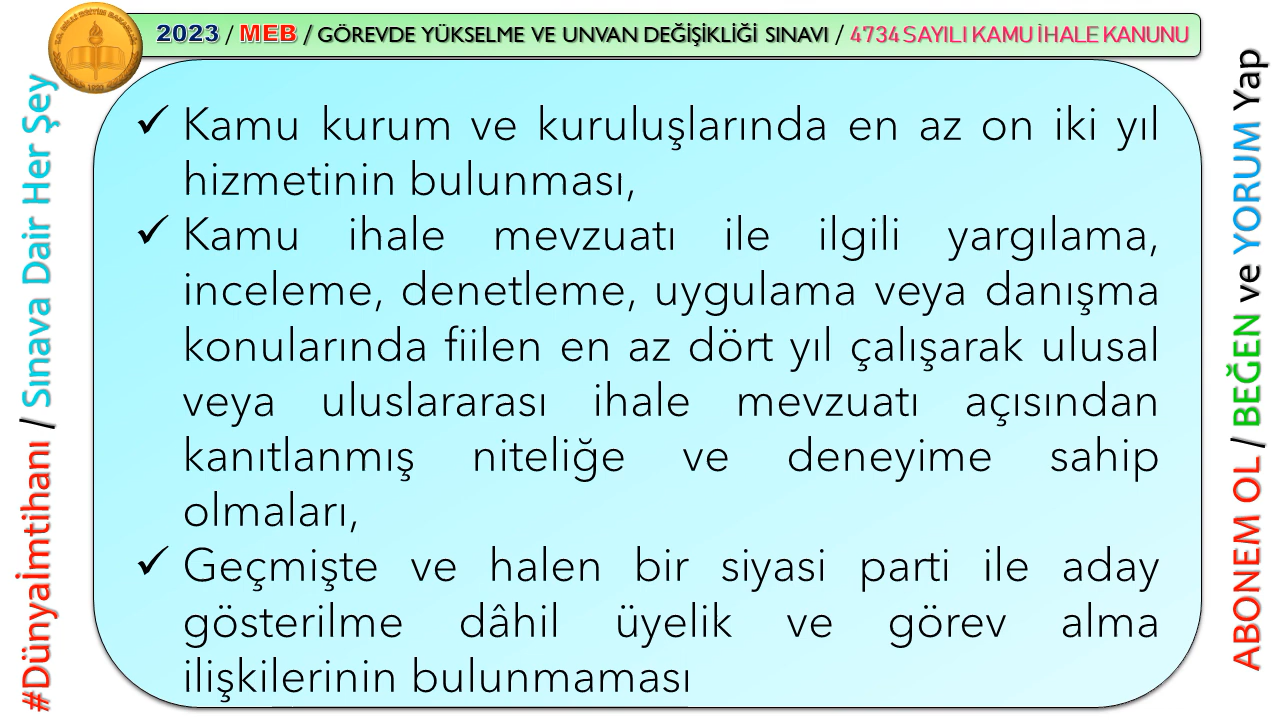 2023 / MEB / GÖREVDE YÜKSELME VE UNVAN DEĞİŞİKLİĞİ SINAVI / 4734 SAYILI KAMU İHALE KANUNU
#Dünyaİmtihanı / Sınava Dair Her Şey
✓ Kamu kurum ve kuruluşlarında en az on iki yıl
hizmetinin bulunması,
✓ Kamu ihale mevzuatı ile ilgili yargılama,
inceleme, denetleme, uygulama veya danışma
konularında fiilen en az dört yıl çalışarak ulusal
veya uluslararası ihale mevzuatı açısından
kanıtlanmış niteliğe ve deneyime sahip
olmaları,
✓ Geçmişte ve halen bir siyasi parti ile aday
gösterilme dâhil üyelik ve görev alma
ilişkilerinin bulunmaması
ABONEM OL / BEĞEN ve YORUM Yap